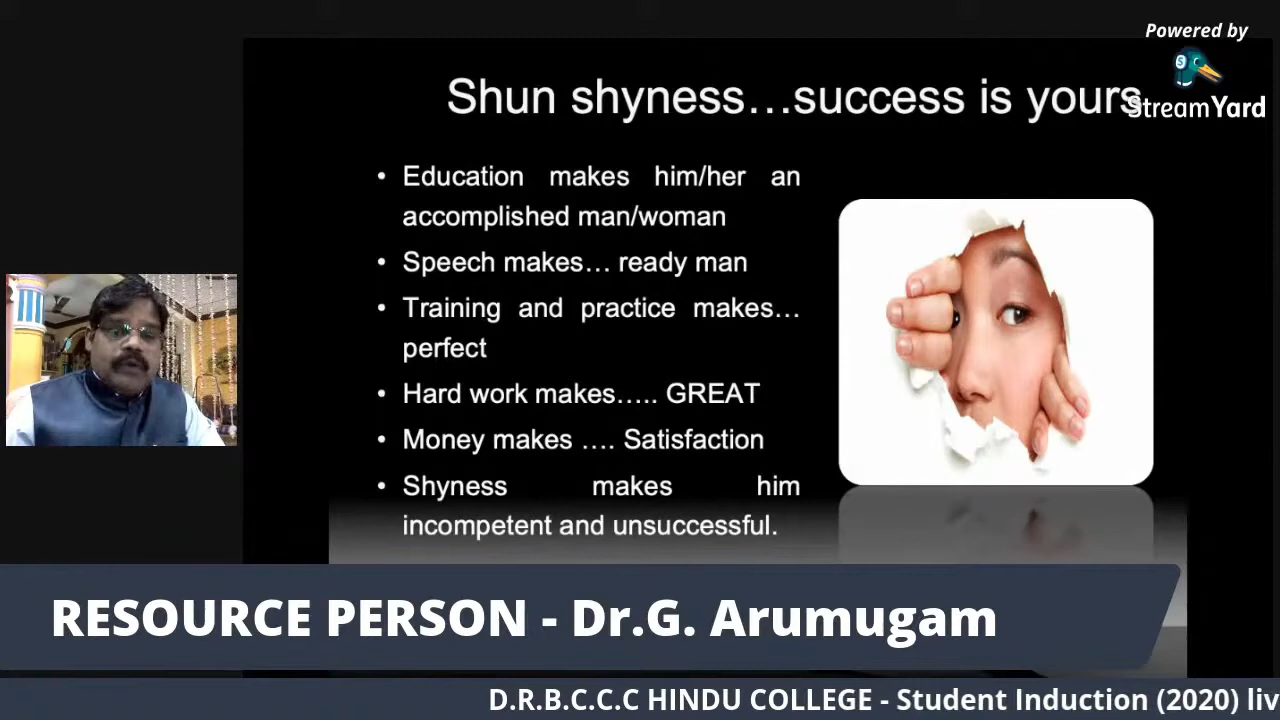 Powered by
StreamYard
Shun shyness…success is yours
• Education makes him/her an
accomplished man/woman
• Speech makes… ready man
• Training and practice makes…
perfect
• Hard work makes….. GREAT
• Money makes …. Satisfaction
• Shyness makes him
incompetent and unsuccessful.
RESOURCE PERSON - Dr.G. Arumugam
D.R.B.C.C.C HINDU COLLEGE - Student Induction (2020) liv